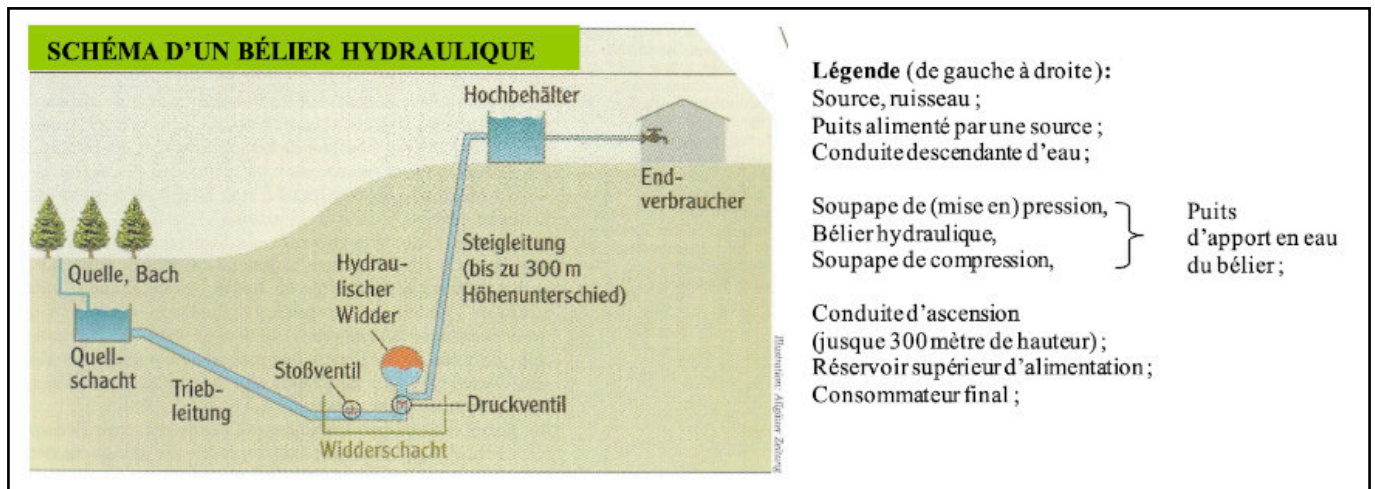 SCHÉMA D'UN BÉLIER HYDRAULIQUE
Hochbehälter
End-
verbraucher
Quelle, Bach
Quell-
schacht
Trieb-
leitung
Stoßventil
Hydrau-
lischer
Widder
Steigleitung
(bis zu 300 m
Höhenunterschied)
Druckventil
Widderschacht
Illustration: Allgäuer Zeitung
Légende (de gauche à droite):
Source, ruisseau ;
Puits alimenté par une source ;
Conduite descendante d'eau ;
Soupape de (mise en) pression,
Bélier hydraulique,
Soupape de compression,
Puits
d'apport en eau
du bélier ;
Conduite d'ascension
(jusque 300 mètre de hauteur) ;
Réservoir supérieur d'alimentation ;
Consommateur final ;